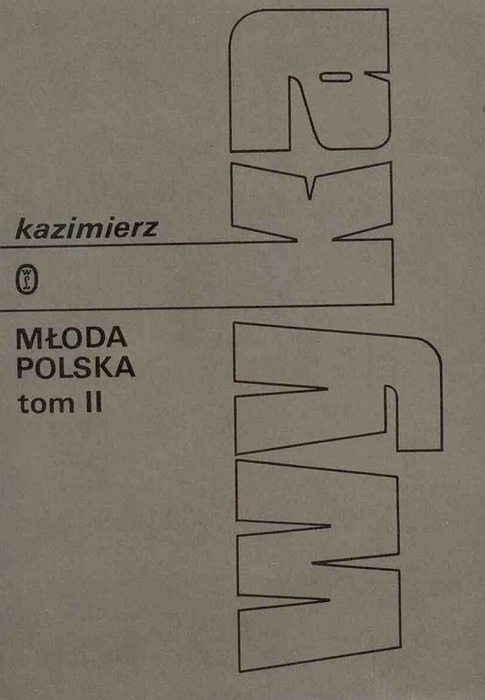 kazimierz
wyka
MŁODA
POLSKA
tom II